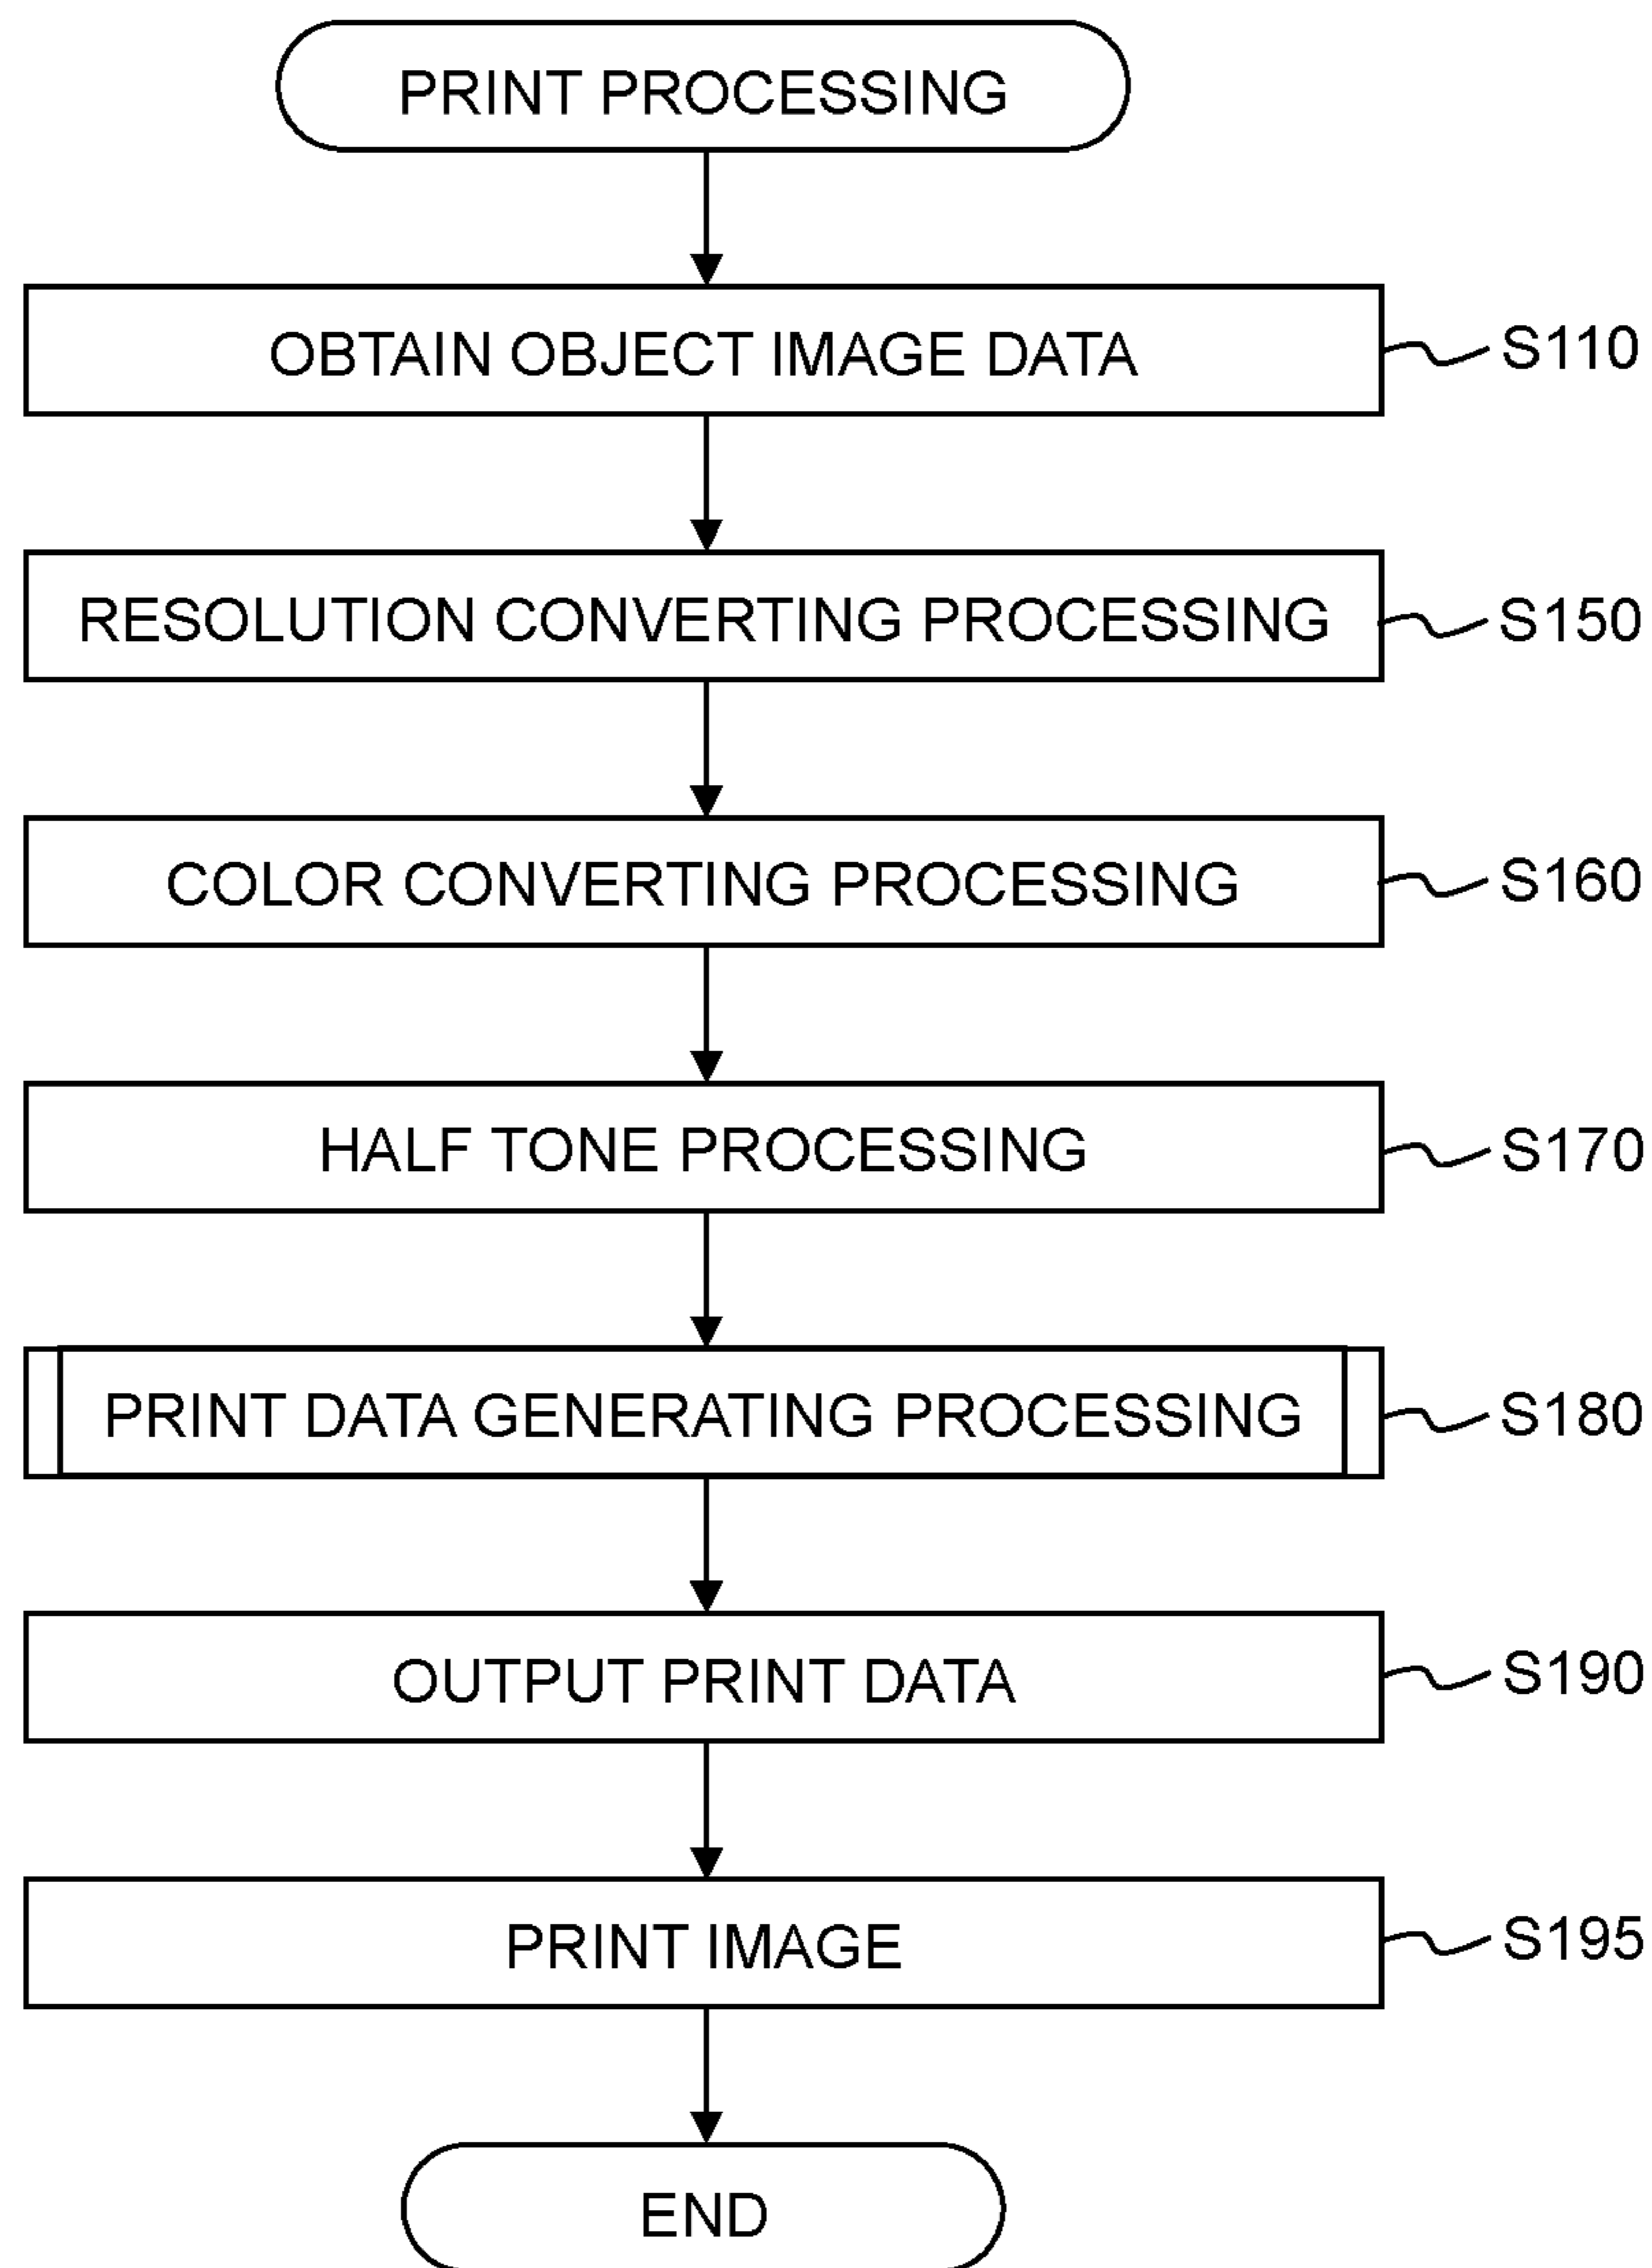 PRINT PROCESSING
OBTAIN OBJECT IMAGE DATA
S110
RESOLUTION CONVERTING PROCESSING
S150
COLOR CONVERTING PROCESSING
S160
HALF TONE PROCESSING
S170
PRINT DATA GENERATING PROCESSING
S180
OUTPUT PRINT DATA
S190
PRINT IMAGE
S195
END